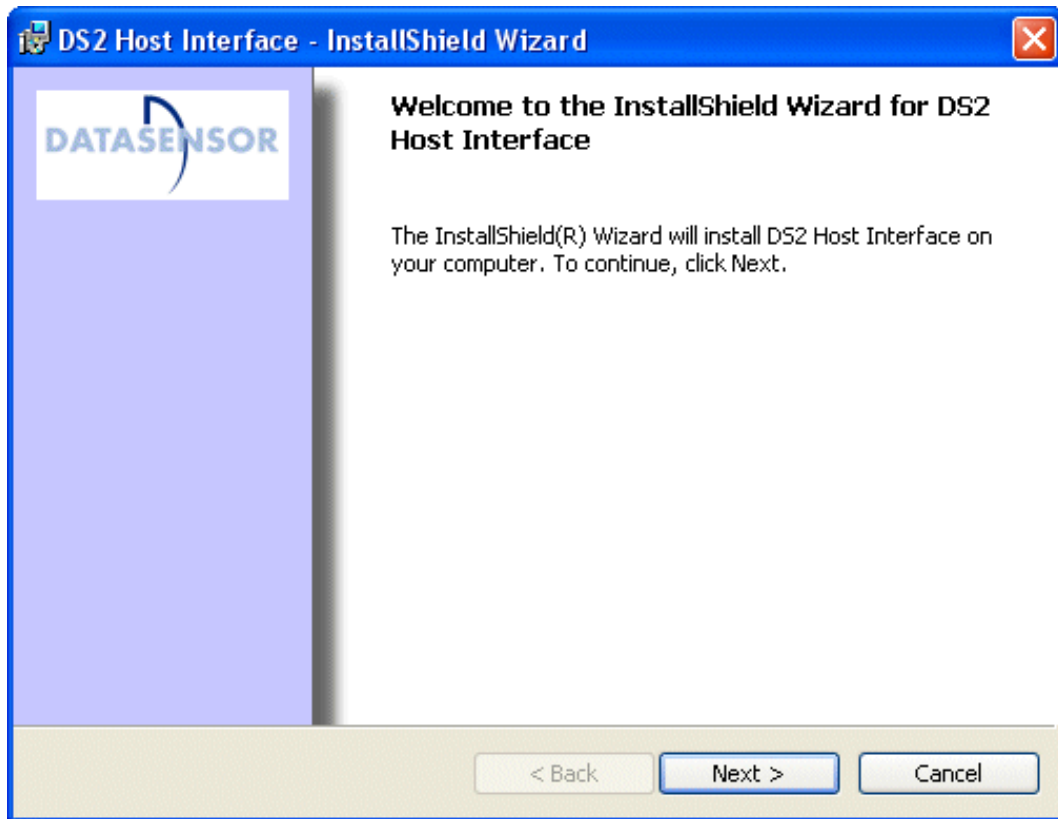 DS2 Host Interface - InstallShield Wizard
DATASENSOR
Welcome to the InstallShield Wizard for DS2
Host Interface
The InstallShield(R) Wizard will install DS2 Host Interface on
your computer. To continue, click Next.
< Back
Next >
Cancel